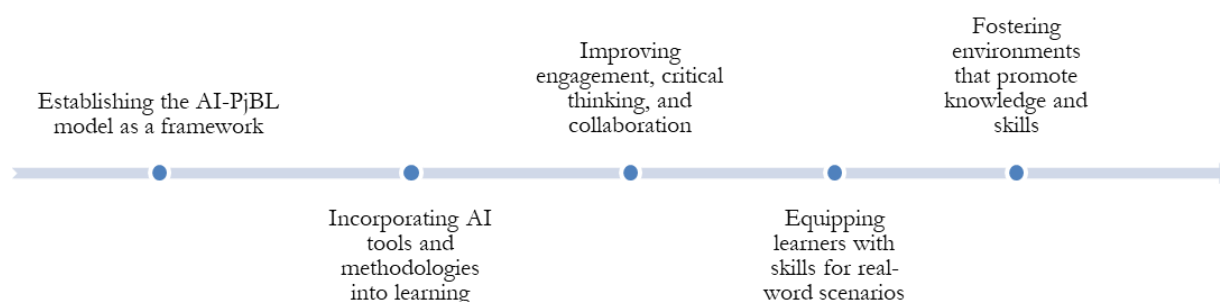 Establishing the AI-PjBL
model as a framework
Incorporating AI
tools and
methodologies
into learning
Improving
engagement, critical
thinking, and
collaboration
Equipping
learners with
skills for real-
word scenarios
Fostering
environments
that promote
knowledge and
skills